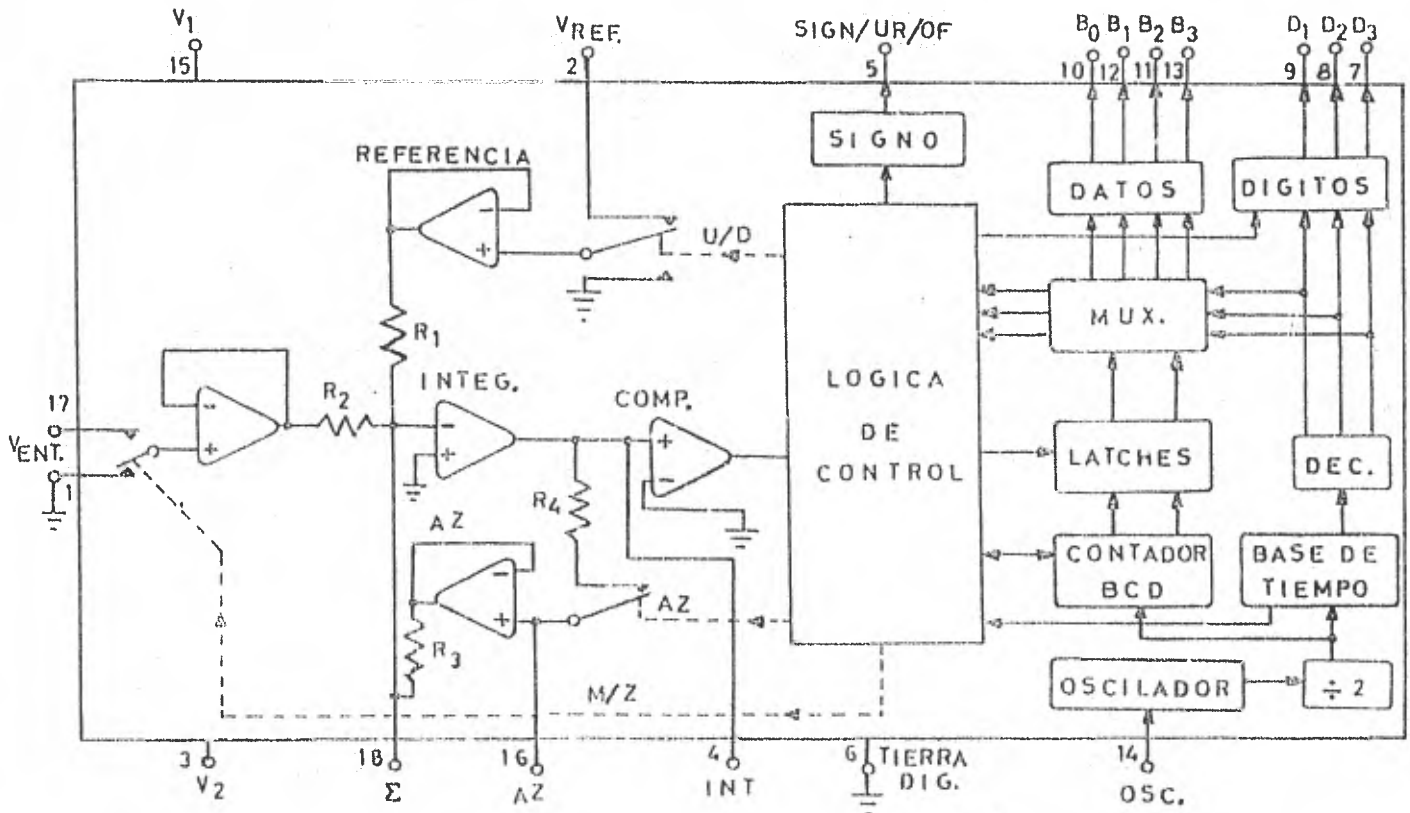 V1
15
VREF.
2
SIGN/UR/OF
5
B0 B1 B2 B3
10 12 11 13
D1 D2 D3
9 8 7
SIGNO
REFERENCIA
DATOS
DIGITOS
-
+
U/D
R1
MUX.
LOGICA
DE
CONTROL
INTEG.
COMP.
R2
17
VENT.
1
-
+
-
+
+
-
LATCHES
DEC.
R4
AZ
-
+
AZ
CONTADOR
BCD
BASE DE
TIEMPO
R3
M/Z
OSCILADOR
÷ 2
3
V2
18
Σ
16
AZ
4
INT
6
TIERRA
DIG.
14
OSC.